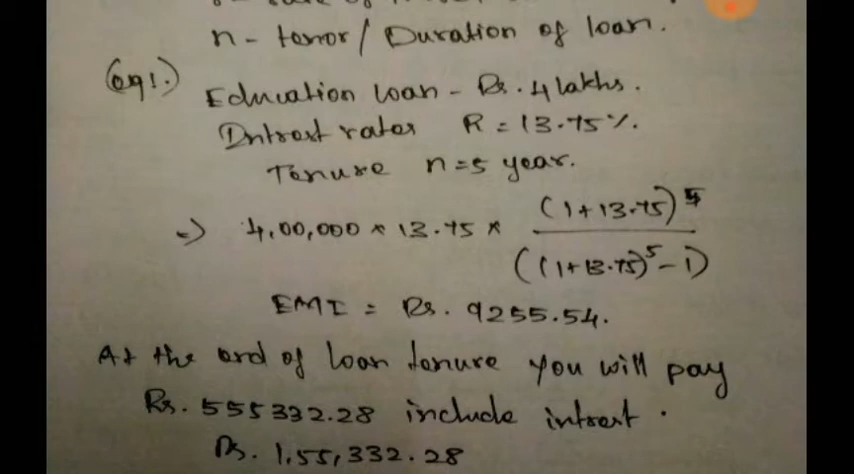 n - tenor / Duration of loan.
(eg1.)
Education loan - Rs. 4 lakhs.
Intrest rates R = 13.75%.
Tenure n=5 year.
=> 4,00,000 * 13.75 * (1+13.75)^5 / ((1+13.75)^5 - 1)
EMI = Rs. 9255.54.
At the end of loan tenure you will pay
Rs. 555332.28 include intrest.
Rs. 1,55,332.28